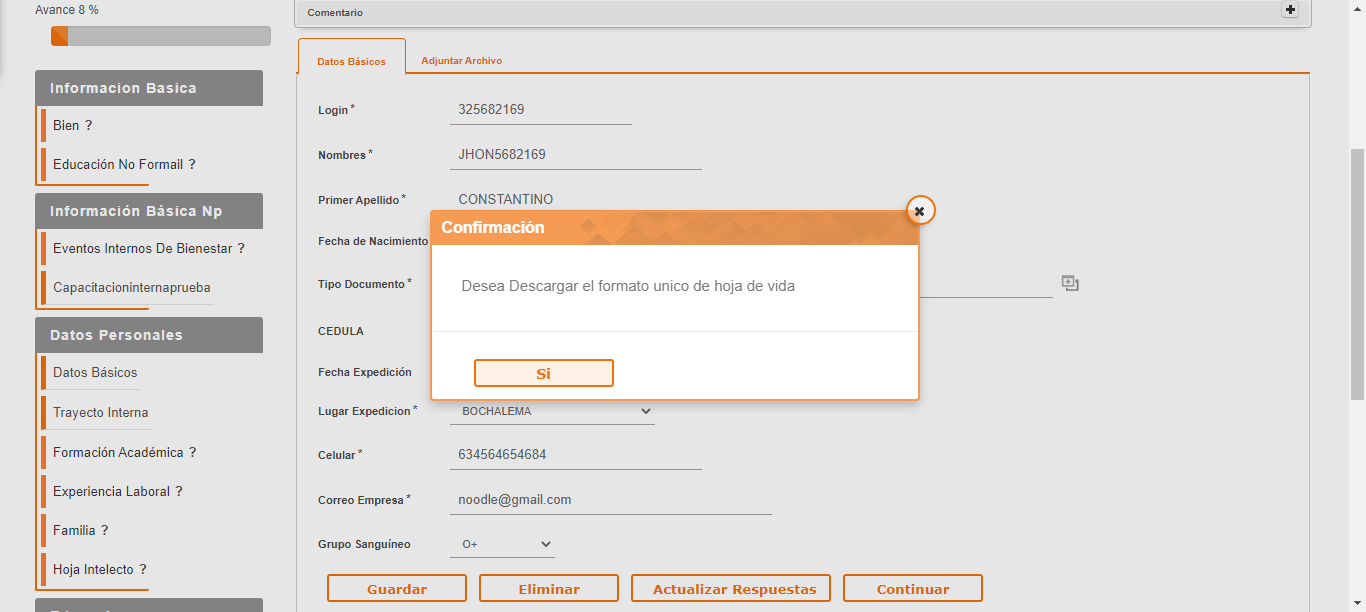 Avance 8 %
Informacion Basica
Bien ?
Educación No Formail ?
Información Básica Np
Eventos Internos De Bienestar ?
Capacitacioninternaprueba
Datos Personales
Datos Básicos
Trayecto Interna
Formación Académica ?
Experiencia Laboral ?
Familia ?
Hoja Intelecto ?
Comentario
Datos Básicos Adjuntar Archivo
Login * 325682169
Nombres * JHON5682169
Primer Apellido * CONSTANTINO
Fecha de Nacimiento
Tipo Documento *
CEDULA
Fecha Expedición
Lugar Expedicion * BOCHALEMA
Celular * 634564654684
Correo Empresa * noodle@gmail.com
Grupo Sanguíneo O+
Guardar Eliminar Actualizar Respuestas Continuar
Confirmación
Desea Descargar el formato unico de hoja de vida
Si